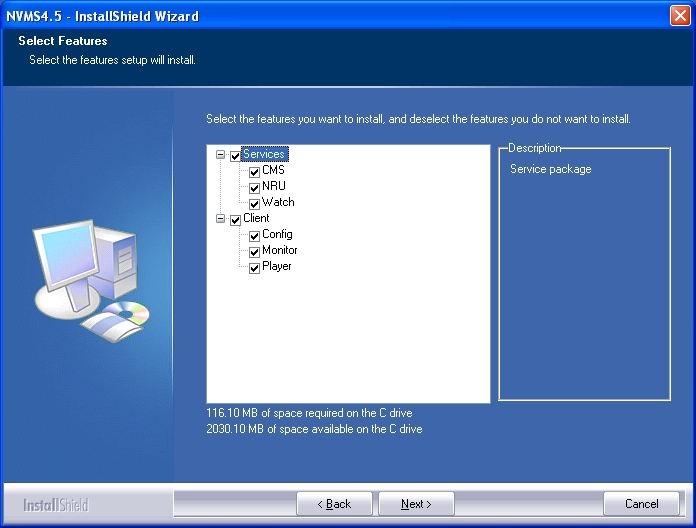 NVMS4.5 - InstallShield Wizard
Select Features
Select the features setup will install.
Select the features you want to install, and deselect the features you do not want to install.
Services
CMS
NRU
Watch
Client
Config
Monitor
Player
Description
Service package
116.10 MB of space required on the C drive
2030.10 MB of space available on the C drive
InstallShield
< Back
Next >
Cancel